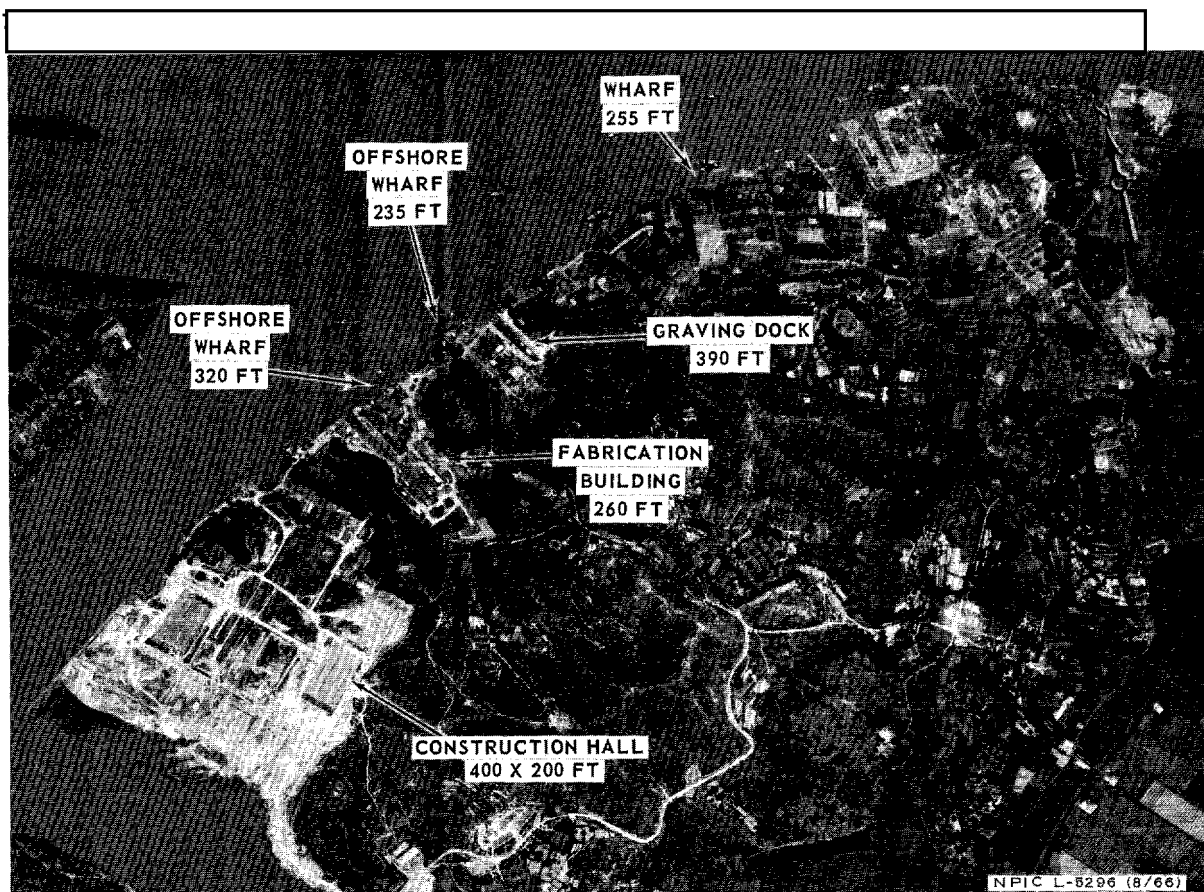 WHARF
255 FT
OFFSHORE
WHARF
235 FT
OFFSHORE
WHARF
320 FT
GRAVING DOCK
390 FT
FABRICATION
BUILDING
260 FT
CONSTRUCTION HALL
400 X 200 FT
NPIC L-5296 (8/66)